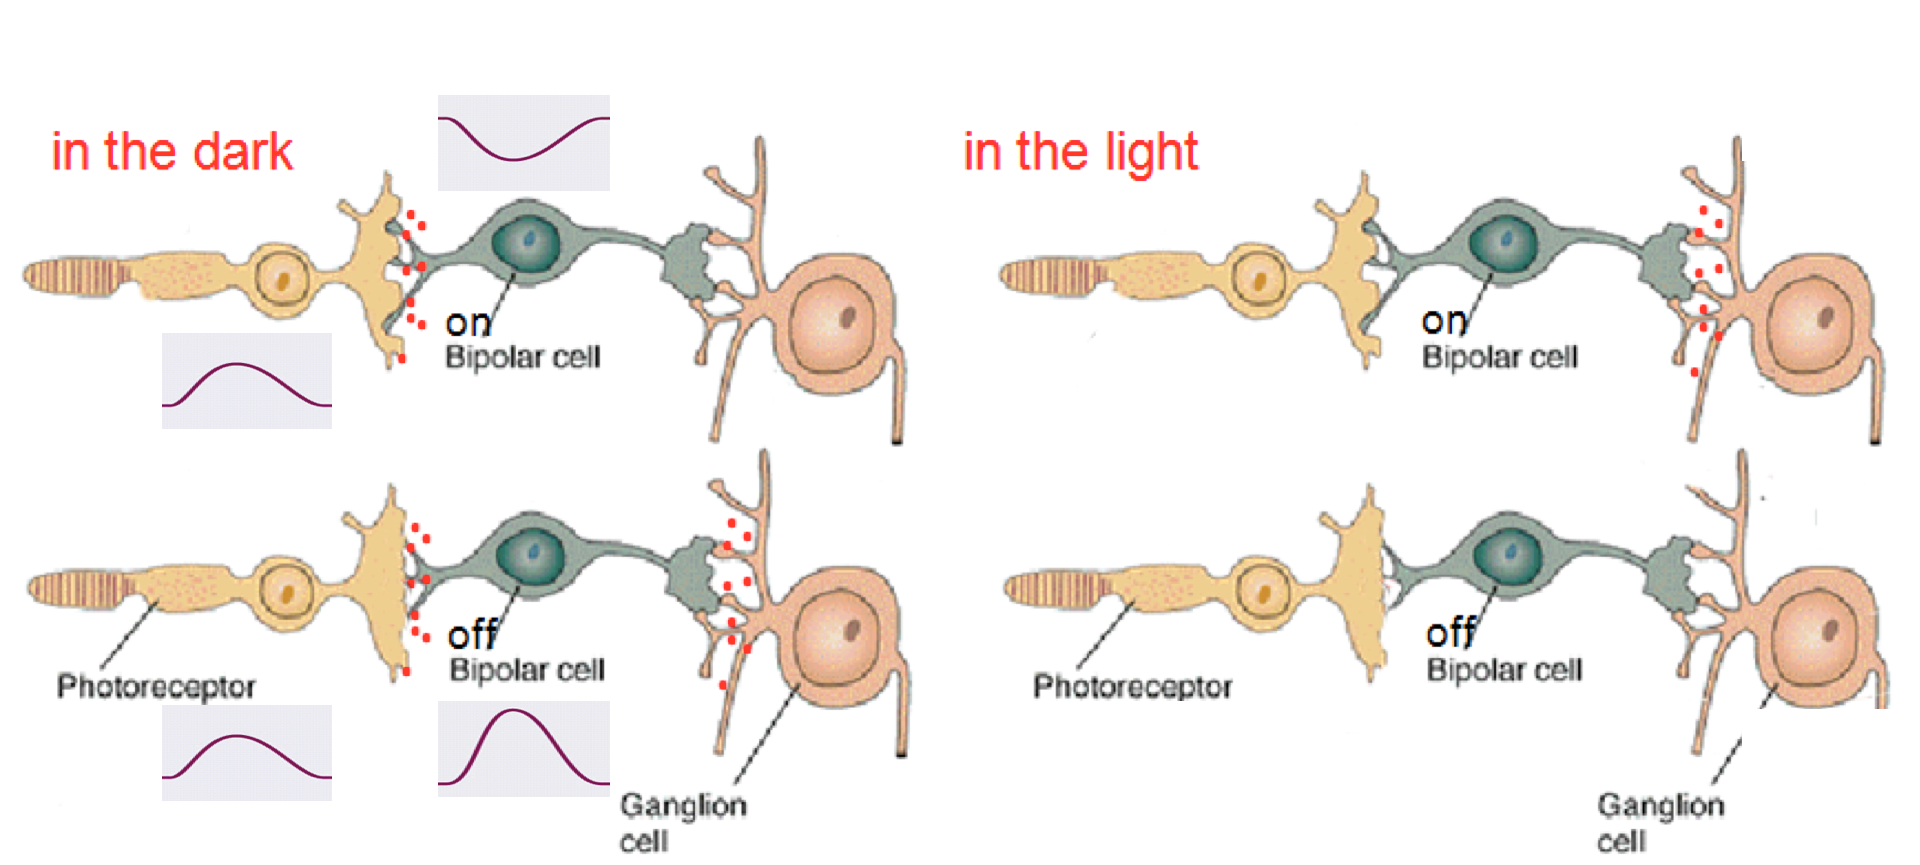 in the dark
in the light
on
Bipolar cell
on
Bipolar cell
off
Bipolar cell
Photoreceptor
off
Bipolar cell
Photoreceptor
Ganglion
cell
Ganglion
cell